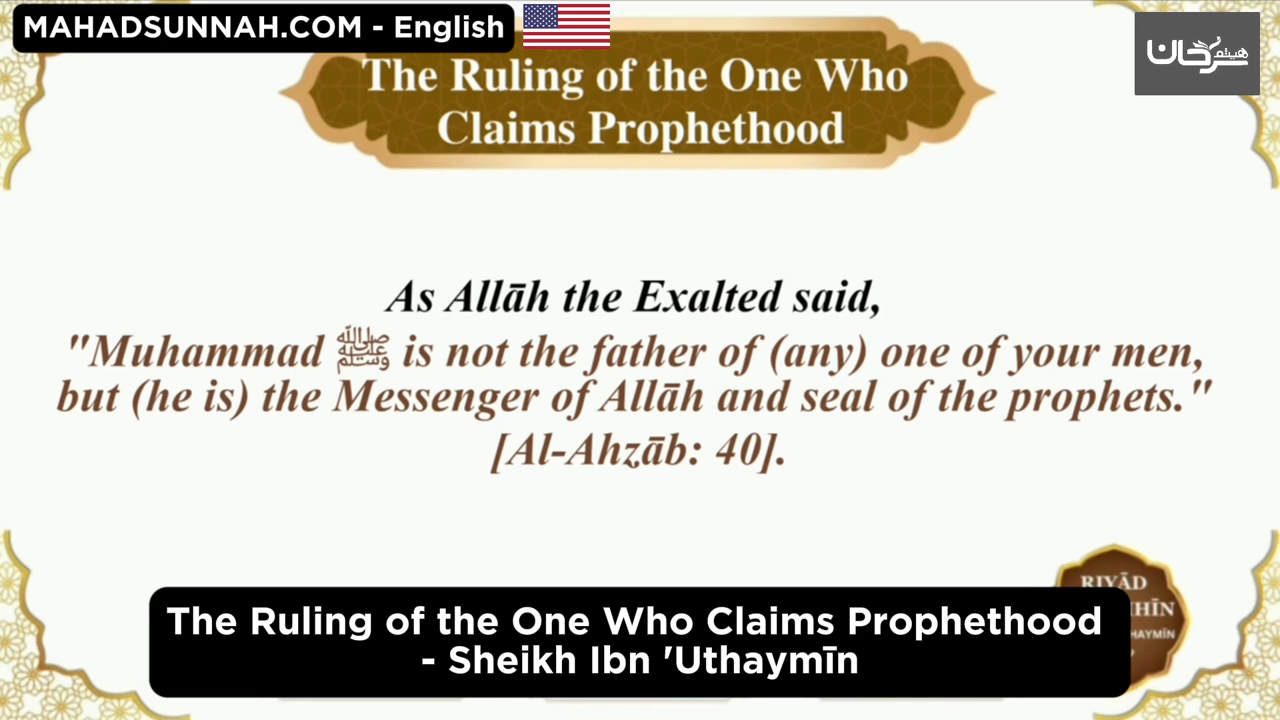 MAHADSUNNAH.COM - English
هيثم
سرحان
The Ruling of the One Who
Claims Prophethood
As Allāh the Exalted said,
"Muhammad ﷺ is not the father of (any) one of your men,
but (he is) the Messenger of Allāh and seal of the prophets."
[Al-Ahzāb: 40].
RIYĀD
The Ruling of the One Who Claims Prophethood
- Sheikh Ibn 'Uthaymīn